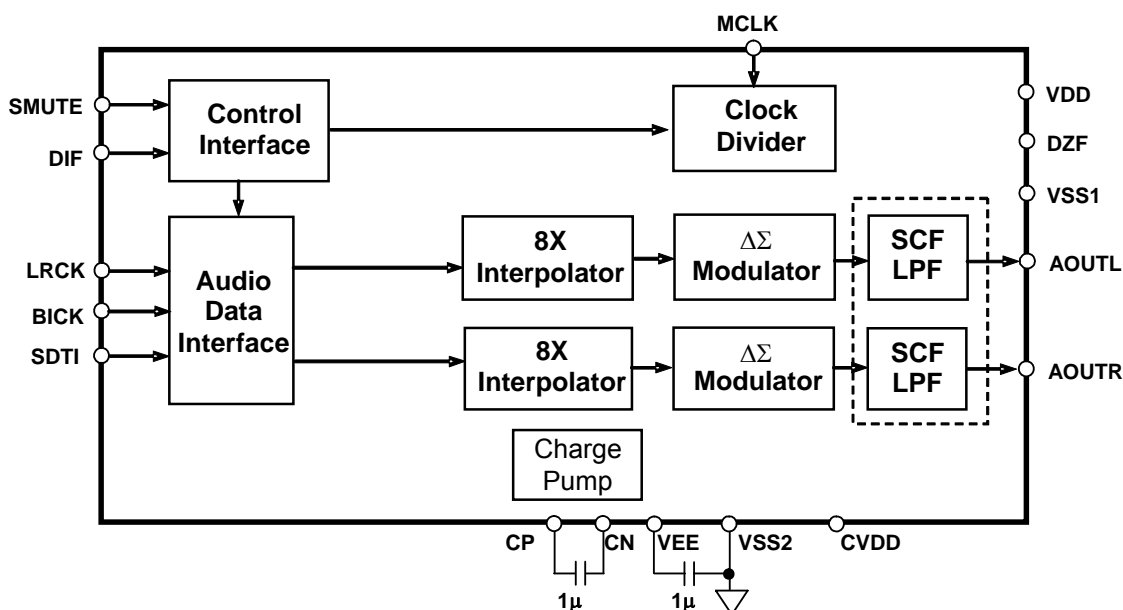 MCLK
SMUTE
DIF
Control
Interface
Clock
Divider
VDD
DZF
VSS1
LRCK
BICK
SDTI
Audio
Data
Interface
8X
Interpolator
ΔΣ
Modulator
SCF
LPF
AOUTL
8X
Interpolator
ΔΣ
Modulator
SCF
LPF
AOUTR
Charge
Pump
CP
CN
VEE
VSS2
CVDD
1μ
1μ